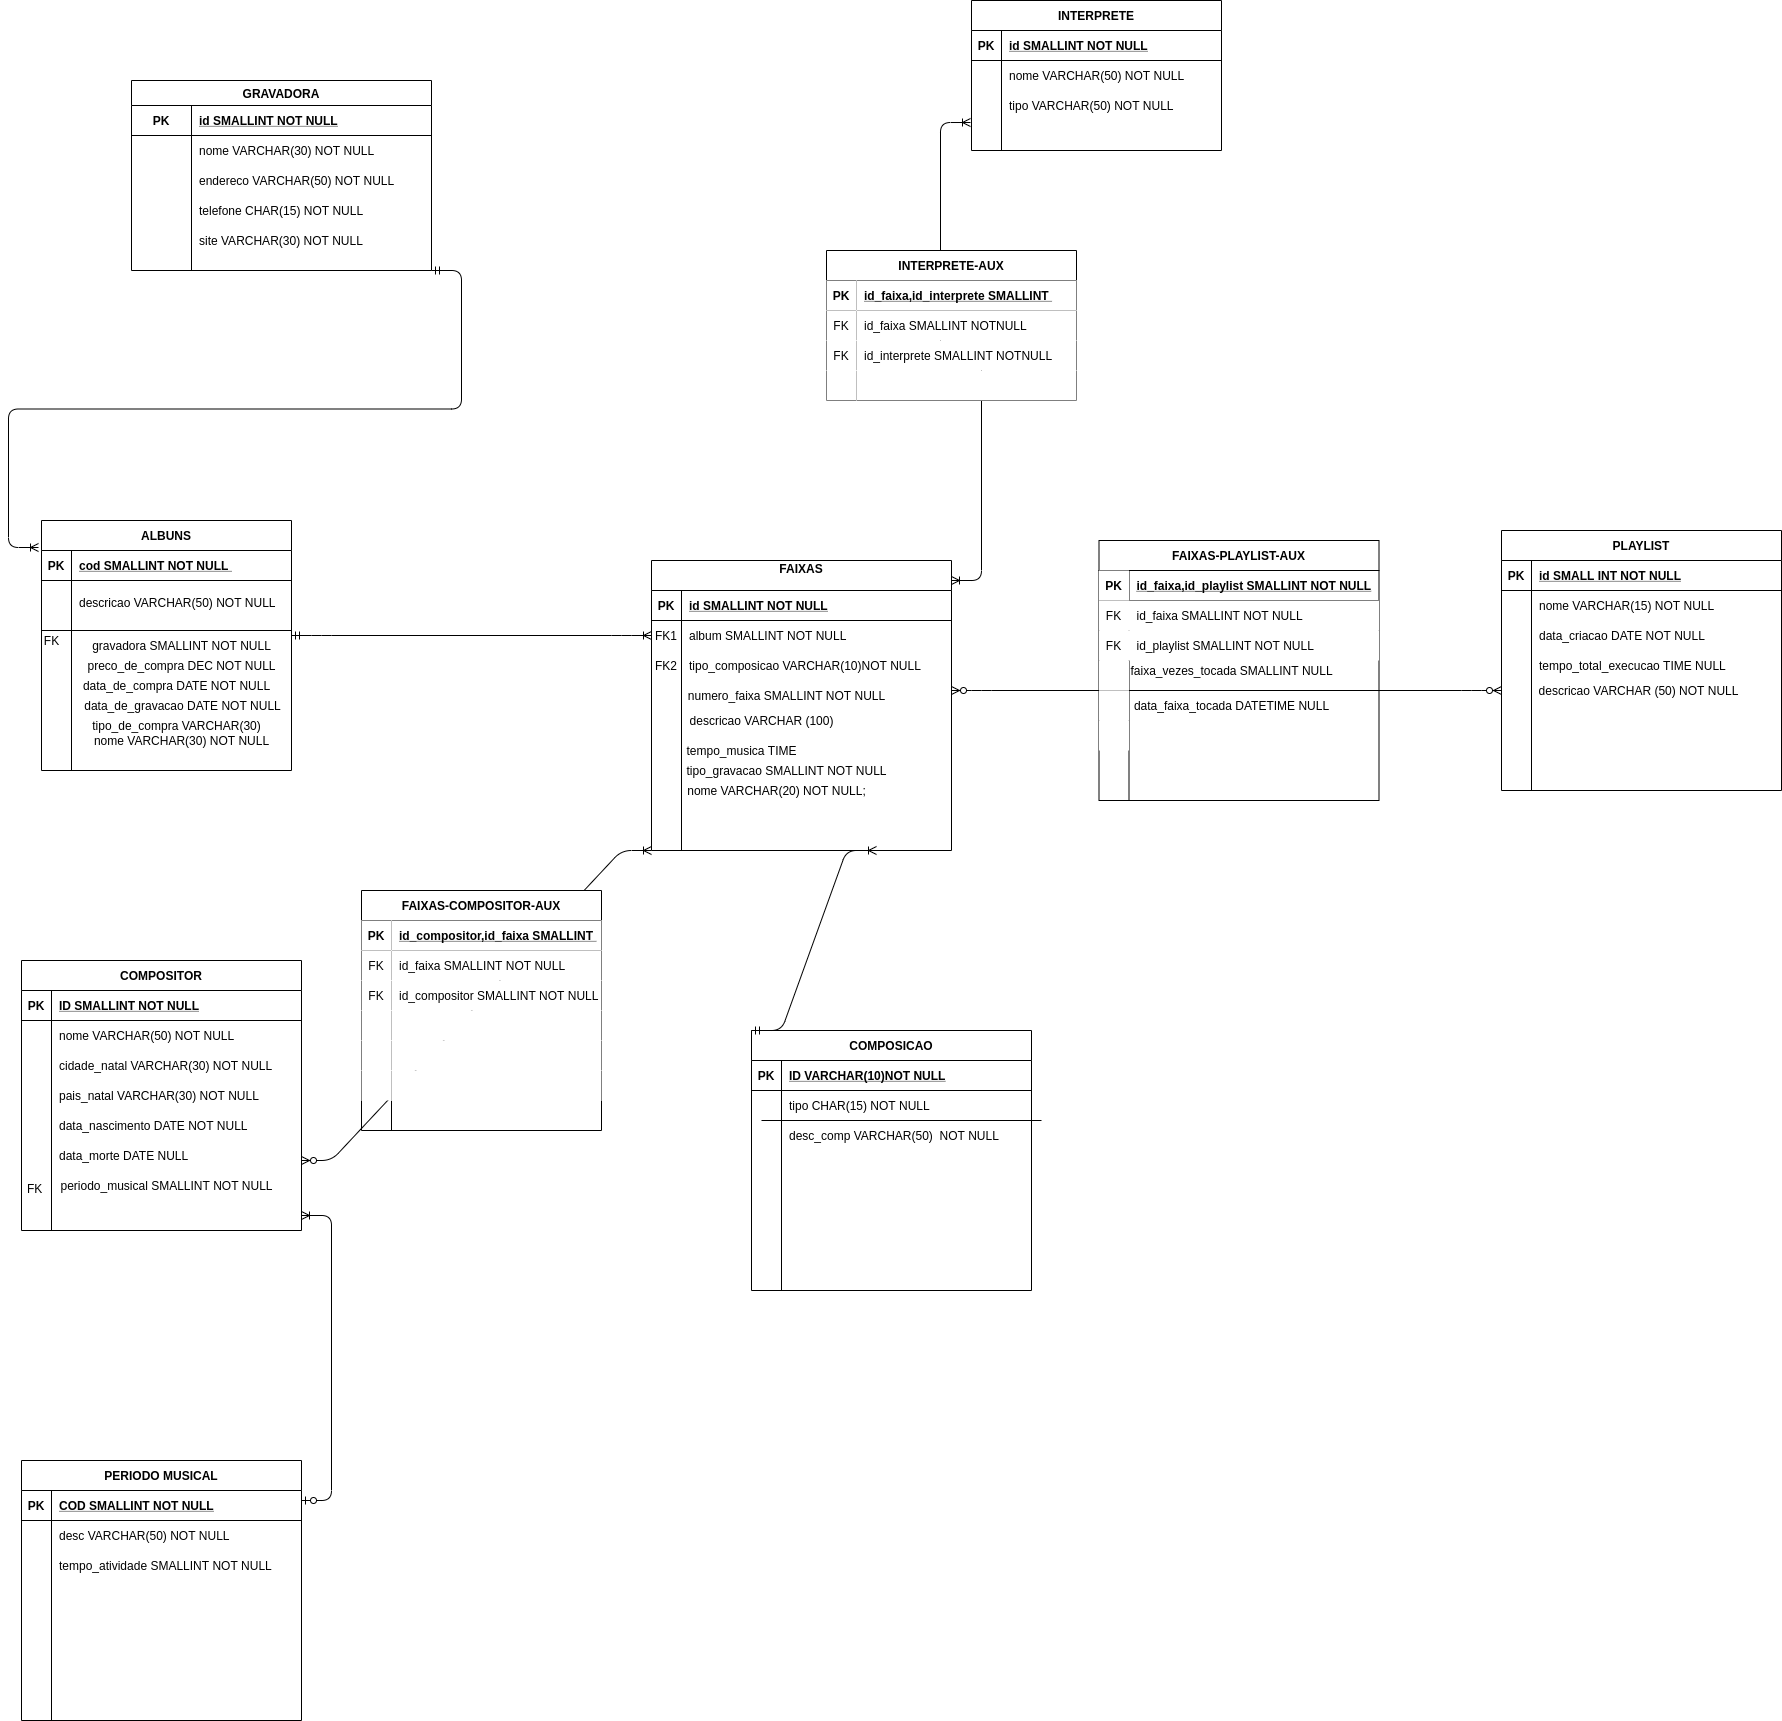 INTERPRETE
PK id SMALLINT NOT NULL
nome VARCHAR(50) NOT NULL
tipo VARCHAR(50) NOT NULL
GRAVADORA
PK id SMALLINT NOT NULL
nome VARCHAR(30) NOT NULL
endereco VARCHAR(50) NOT NULL
telefone CHAR(15) NOT NULL
site VARCHAR(30) NOT NULL
INTERPRETE-AUX
PK id_faixa,id_interprete SMALLINT
FK id_faixa SMALLINT NOTNULL
FK id_interprete SMALLINT NOTNULL
ALBUNS
PK cod SMALLINT NOT NULL
descricao VARCHAR(50) NOT NULL
FK gravadora SMALLINT NOT NULL
preco_de_compra DEC NOT NULL
data_de_compra DATE NOT NULL
data_de_gravacao DATE NOT NULL
tipo_de_compra VARCHAR(30)
nome VARCHAR(30) NOT NULL
FAIXAS
PK id SMALLINT NOT NULL
FK1 album SMALLINT NOT NULL
FK2 tipo_composicao VARCHAR(10)NOT NULL
numero_faixa SMALLINT NOT NULL
descricao VARCHAR (100)
tempo_musica TIME
tipo_gravacao SMALLINT NOT NULL
nome VARCHAR(20) NOT NULL;
FAIXAS-PLAYLIST-AUX
PK id_faixa,id_playlist SMALLINT NOT NULL
FK id_faixa SMALLINT NOT NULL
FK id_playlist SMALLINT NOT NULL
faixa_vezes_tocada SMALLINT NULL
data_faixa_tocada DATETIME NULL
PLAYLIST
PK id SMALL INT NOT NULL
nome VARCHAR(15) NOT NULL
data_criacao DATE NOT NULL
tempo_total_execucao TIME NULL
descricao VARCHAR (50) NOT NULL
FAIXAS-COMPOSITOR-AUX
PK id_compositor,id_faixa SMALLINT
FK id_faixa SMALLINT NOT NULL
FK id_compositor SMALLINT NOT NULL
COMPOSITOR
PK ID SMALLINT NOT NULL
nome VARCHAR(50) NOT NULL
cidade_natal VARCHAR(30) NOT NULL
pais_natal VARCHAR(30) NOT NULL
data_nascimento DATE NOT NULL
data_morte DATE NULL
FK periodo_musical SMALLINT NOT NULL
COMPOSICAO
PK ID VARCHAR(10)NOT NULL
tipo CHAR(15) NOT NULL
desc_comp VARCHAR(50) NOT NULL
PERIODO MUSICAL
PK COD SMALLINT NOT NULL
desc VARCHAR(50) NOT NULL
tempo_atividade SMALLINT NOT NULL